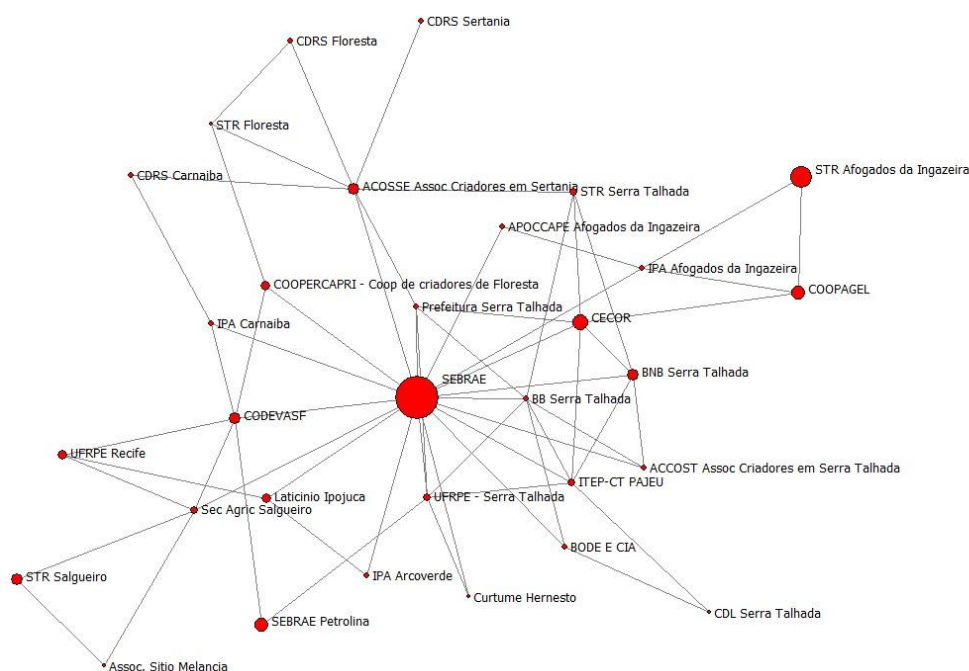 CDRS Sertania
CDRS Floresta
STR Floresta
STR Afogados da Ingazeira
CDRS Carnaiba
ACOSSE Assoc Criadores em Sertania
STR Serra Talhada
APOCCAPE Afogados da Ingazeira
IPA Afogados da Ingazeira
COOPERCAPRI - Coop de criadores de Floresta
COOPAGEL
Prefeitura Serra Talhada
IPA Carnaiba
CECOR
SEBRAE
BNB Serra Talhada
BB Serra Talhada
CODEVASF
UFRPE Recife
ACCOST Assoc Criadores em Serra Talhada
ITEP-CT PAJEU
Laticinio Ipojuca
UFRPE - Serra Talhada
Sec Agric Salgueiro
BODE E CIA
STR Salgueiro
IPA Arcoverde
Curtume Hernesto
CDL Serra Talhada
SEBRAE Petrolina
Assoc. Sitio Melancia